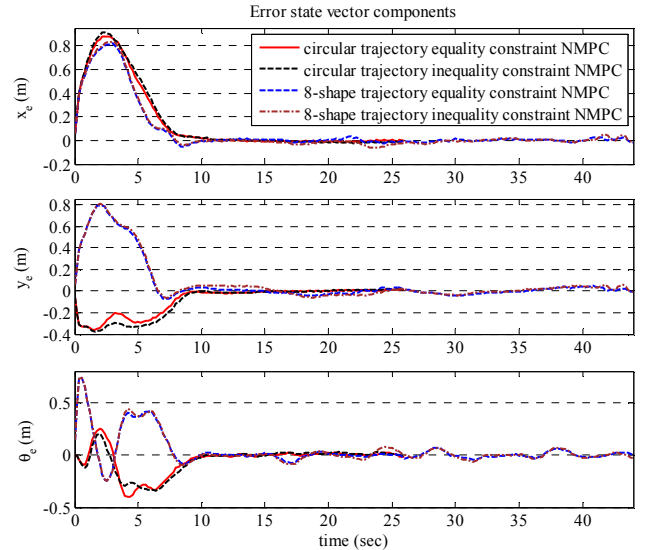 Error state vector components
circular trajectory equality constraint NMPC
circular trajectory inequality constraint NMPC
8-shape trajectory equality constraint NMPC
8-shape trajectory inequality constraint NMPC
x_e (m)
0.8
0.6
0.4
0.2
0
-0.2
0 5 10 15 20 25 30 35 40
y_e (m)
0.8
0.6
0.4
0.2
0
-0.2
-0.4
0 5 10 15 20 25 30 35 40
θ_e (m)
0.5
0
-0.5
0 5 10 15 20 25 30 35 40
time (sec)